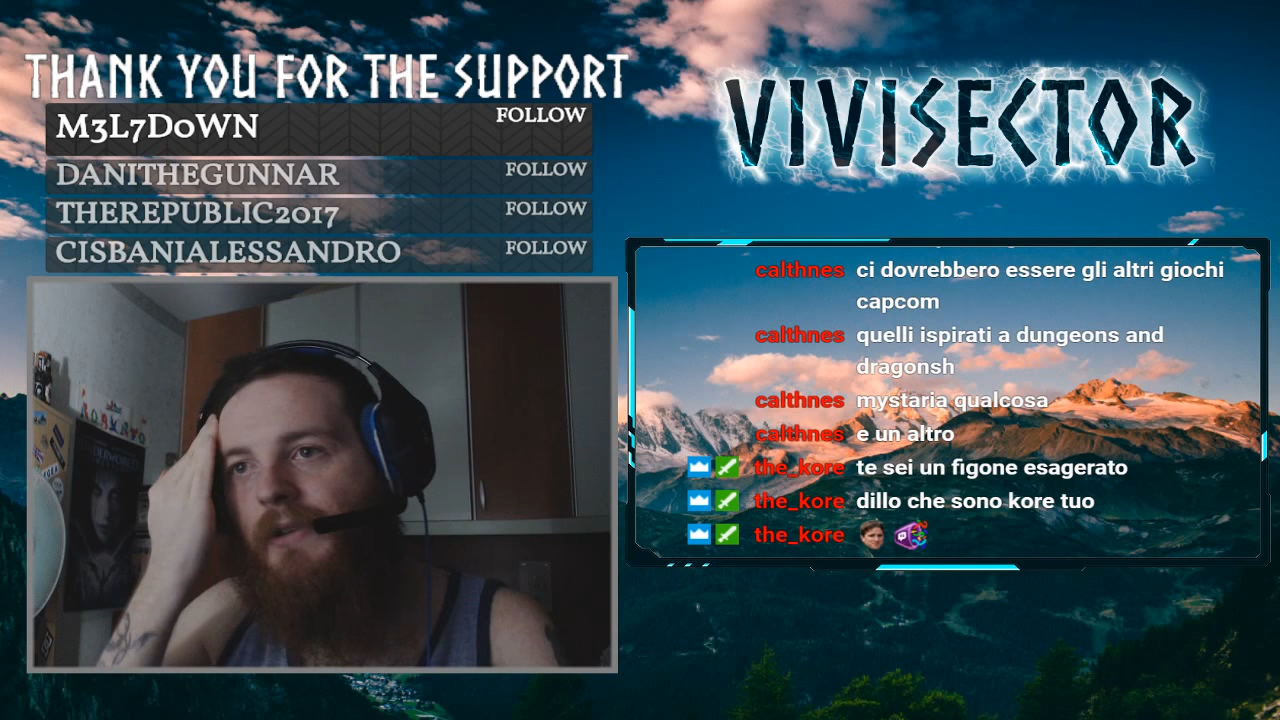 THANK YOU FOR THE SUPPORT
M3L7D0WN FOLLOW
DANITHEGUNNAR FOLLOW
THEREPUBLIC2017 FOLLOW
CISBANIALESSANDRO FOLLOW
VIVISECTOR
calthnes ci dovrebbero essere gli altri giochi
capcom
calthnes quelli ispirati a dungeons and
dragonsh
calthnes mystaria qualcosa
calthnes e un altro
the_kore te sei un figone esagerato
the_kore dillo che sono kore tuo
the_kore